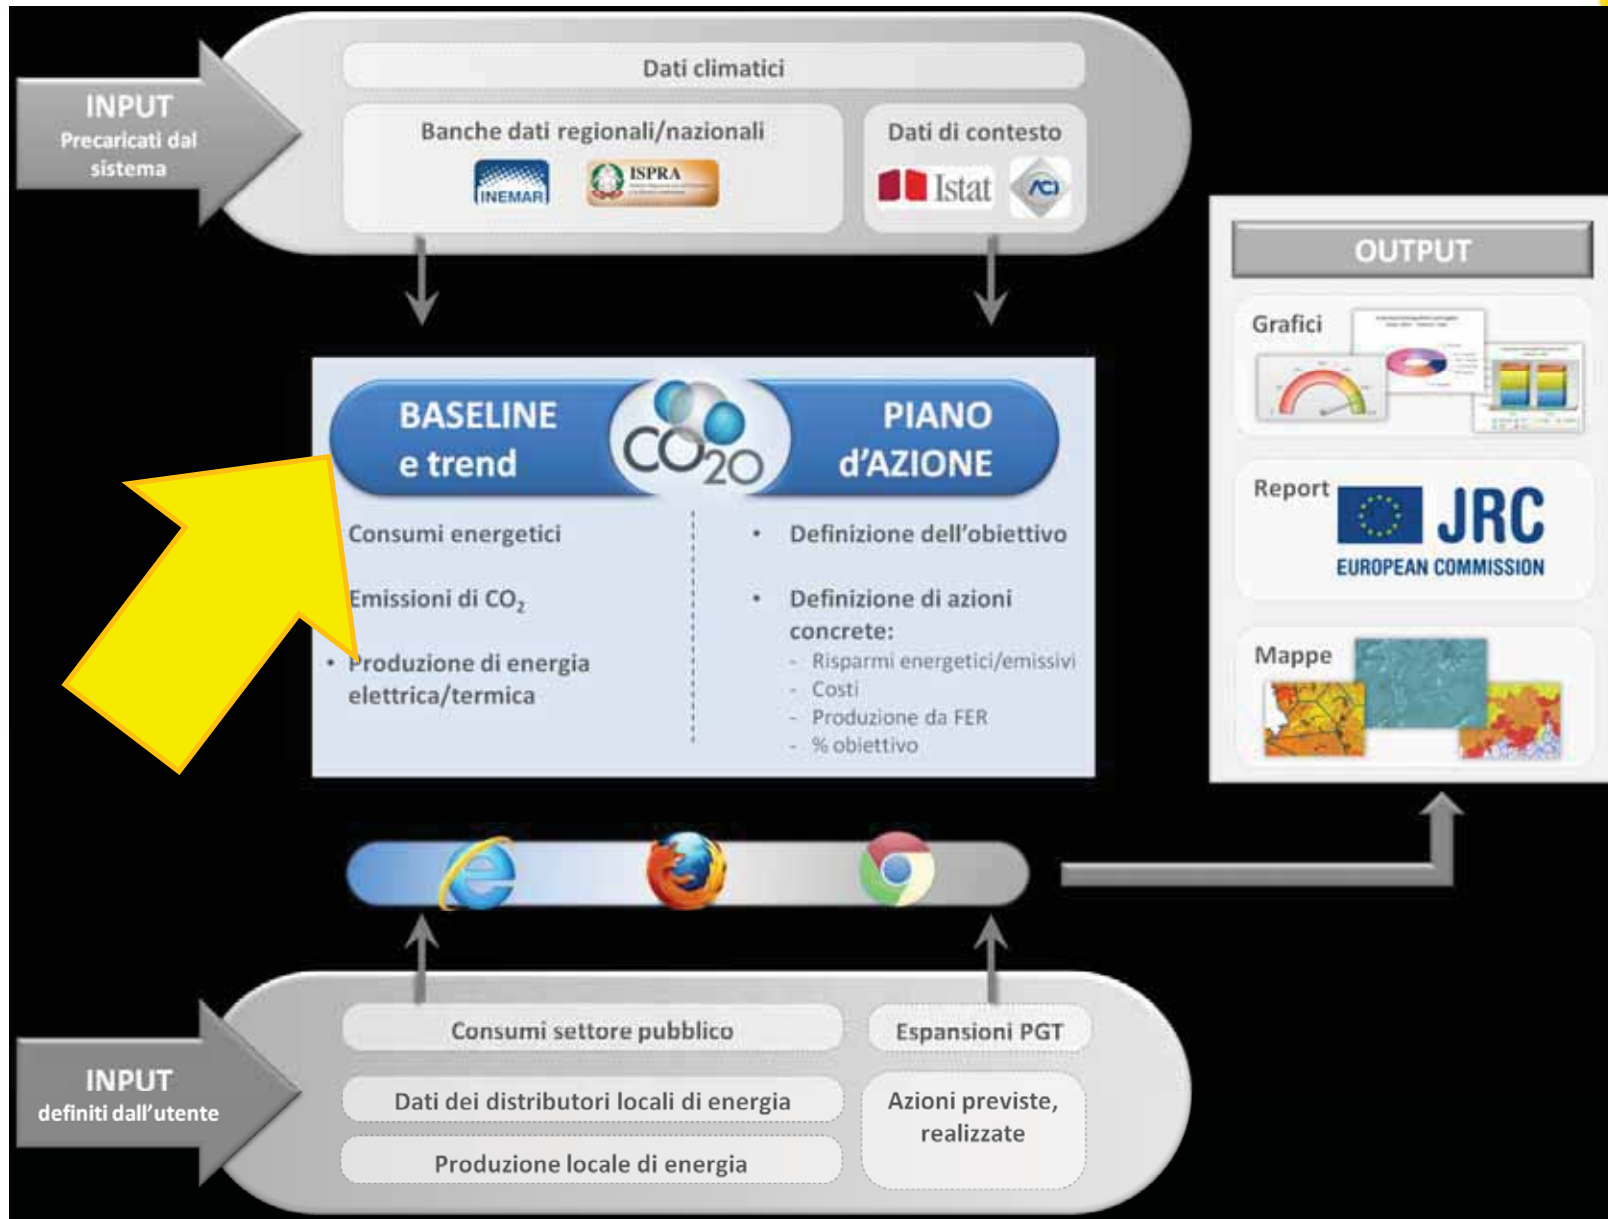 INPUT
Precaricati dal
sistema
Dati climatici
Banche dati regionali/nazionali
INEMAR
ISPRA
Dati di contesto
Istat
ACI
BASELINE
e trend
CO20
PIANO
d'AZIONE
Consumi energetici
Emissioni di CO₂
• Produzione di energia
elettrica/termica
• Definizione dell'obiettivo
• Definizione di azioni
concrete:
- Risparmi energetici/emissivi
- Costi
- Produzione da FER
- % obiettivo
OUTPUT
Grafici
Report
JRC
EUROPEAN COMMISSION
Mappe
INPUT
definiti dall'utente
Consumi settore pubblico
Dati dei distributori locali di energia
Produzione locale di energia
Espansioni PGT
Azioni previste,
realizzate